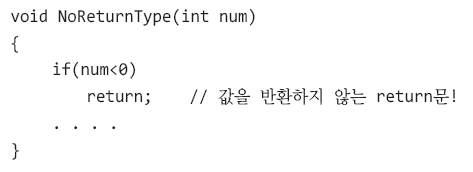 void NoReturnType(int num)
{
if(num<0)
return; // 값을 반환하지 않는 return문!
. . . .
}